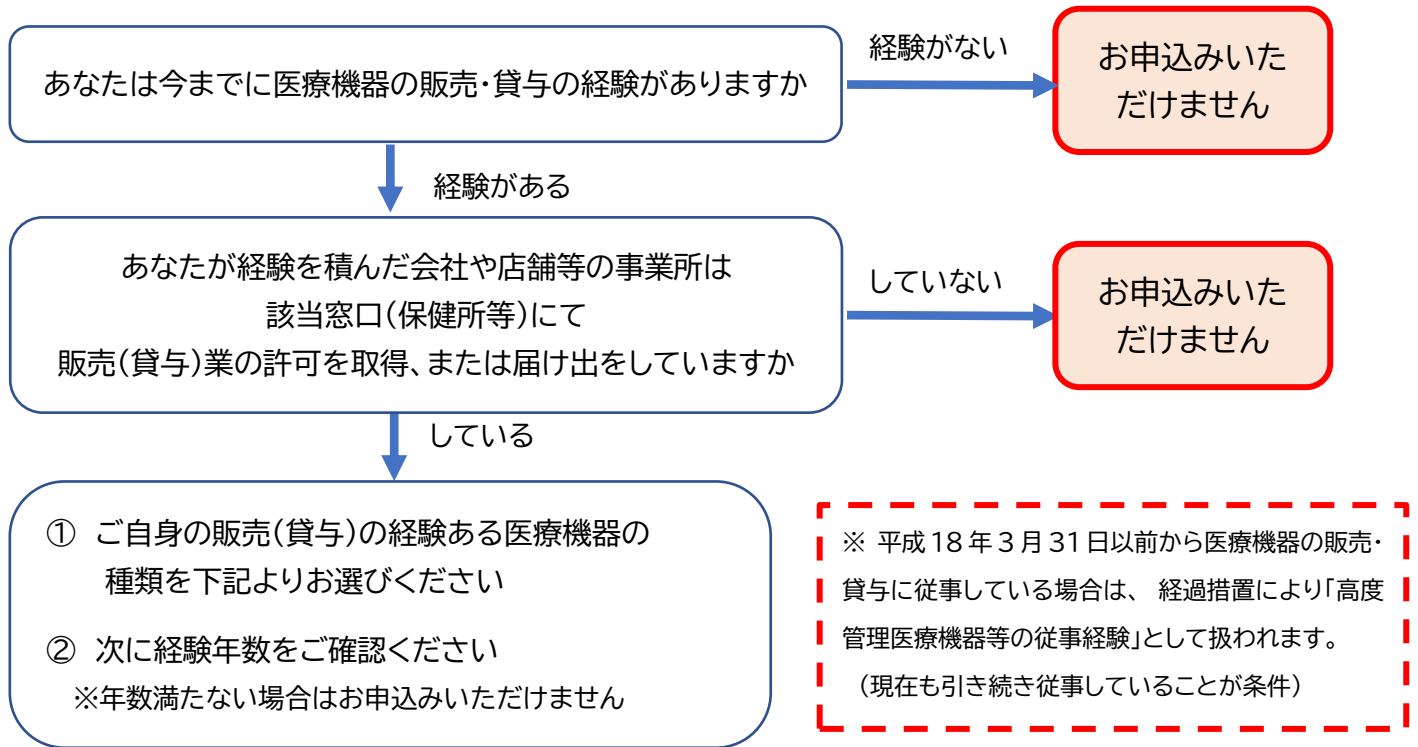 あなたは今までに医療機器の販売・貸与の経験がありますか
経験がない
お申込みいた
だけません
経験がある
あなたが経験を積んだ会社や店舗等の事業所は
該当窓口(保健所等)にて
販売(貸与)業の許可を取得、または届け出をしていますか
していない
お申込みいた
だけません
している
① ご自身の販売(貸与)の経験ある医療機器の
種類を下記よりお選びください
② 次に経験年数をご確認ください
※年数満たない場合はお申込みいただけません
※ 平成18年3月31日以前から医療機器の販売・
貸与に従事している場合は、 経過措置により「高度
管理医療機器等の従事経験」として扱われます。
(現在も引き続き従事していることが条件)